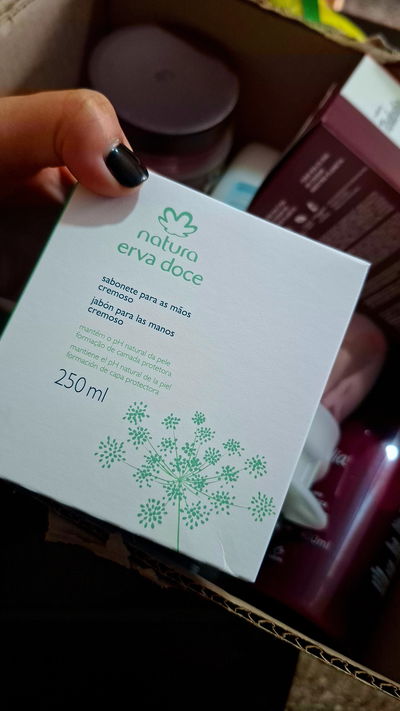 natura
erva doce
sabonete para as mãos
cremoso
jabón para las manos
cremoso
mantém o pH natural da pele
formação de camada protetora
mantiene el pH natural de la piel
formación de capa protectora
250 ml